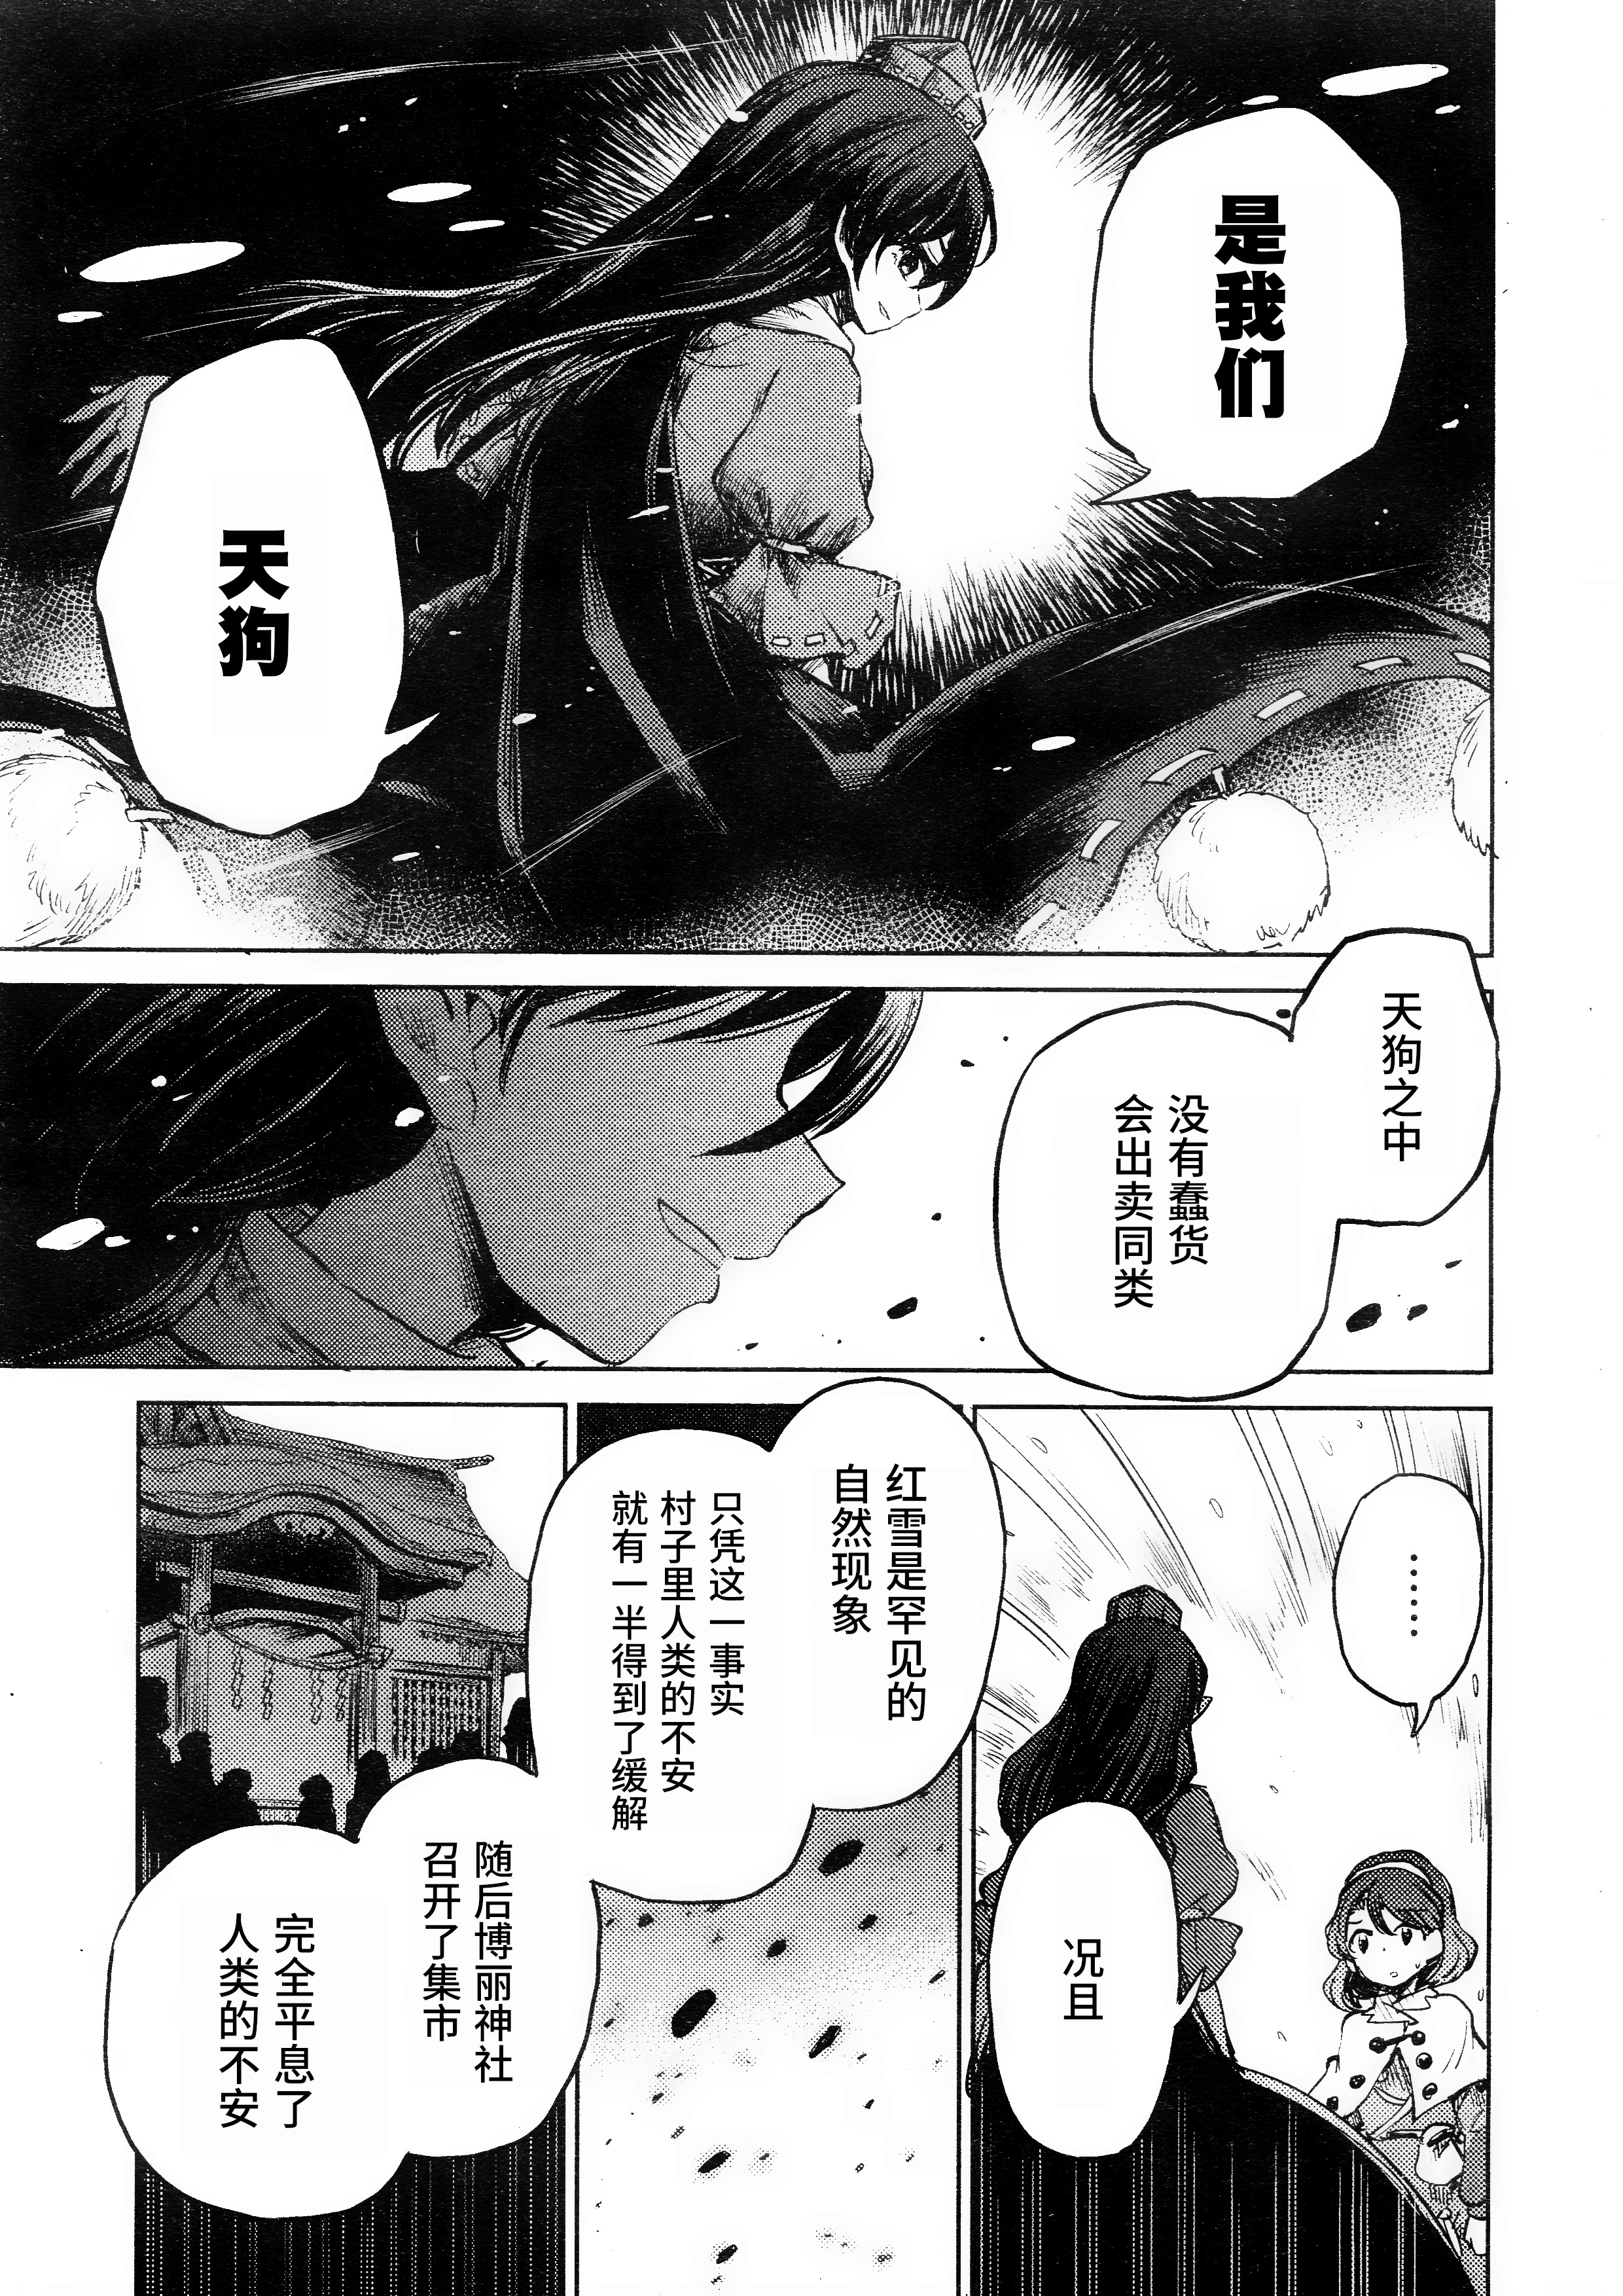 是我们
天狗
天狗之中
没有蠢货
会出卖同类
……
况且
红雪是罕见的
自然现象
只凭这一事实
村子里人类的不安
就有一半得到了缓解
随后博丽神社
召开了集市
完全平息了
人类的不安